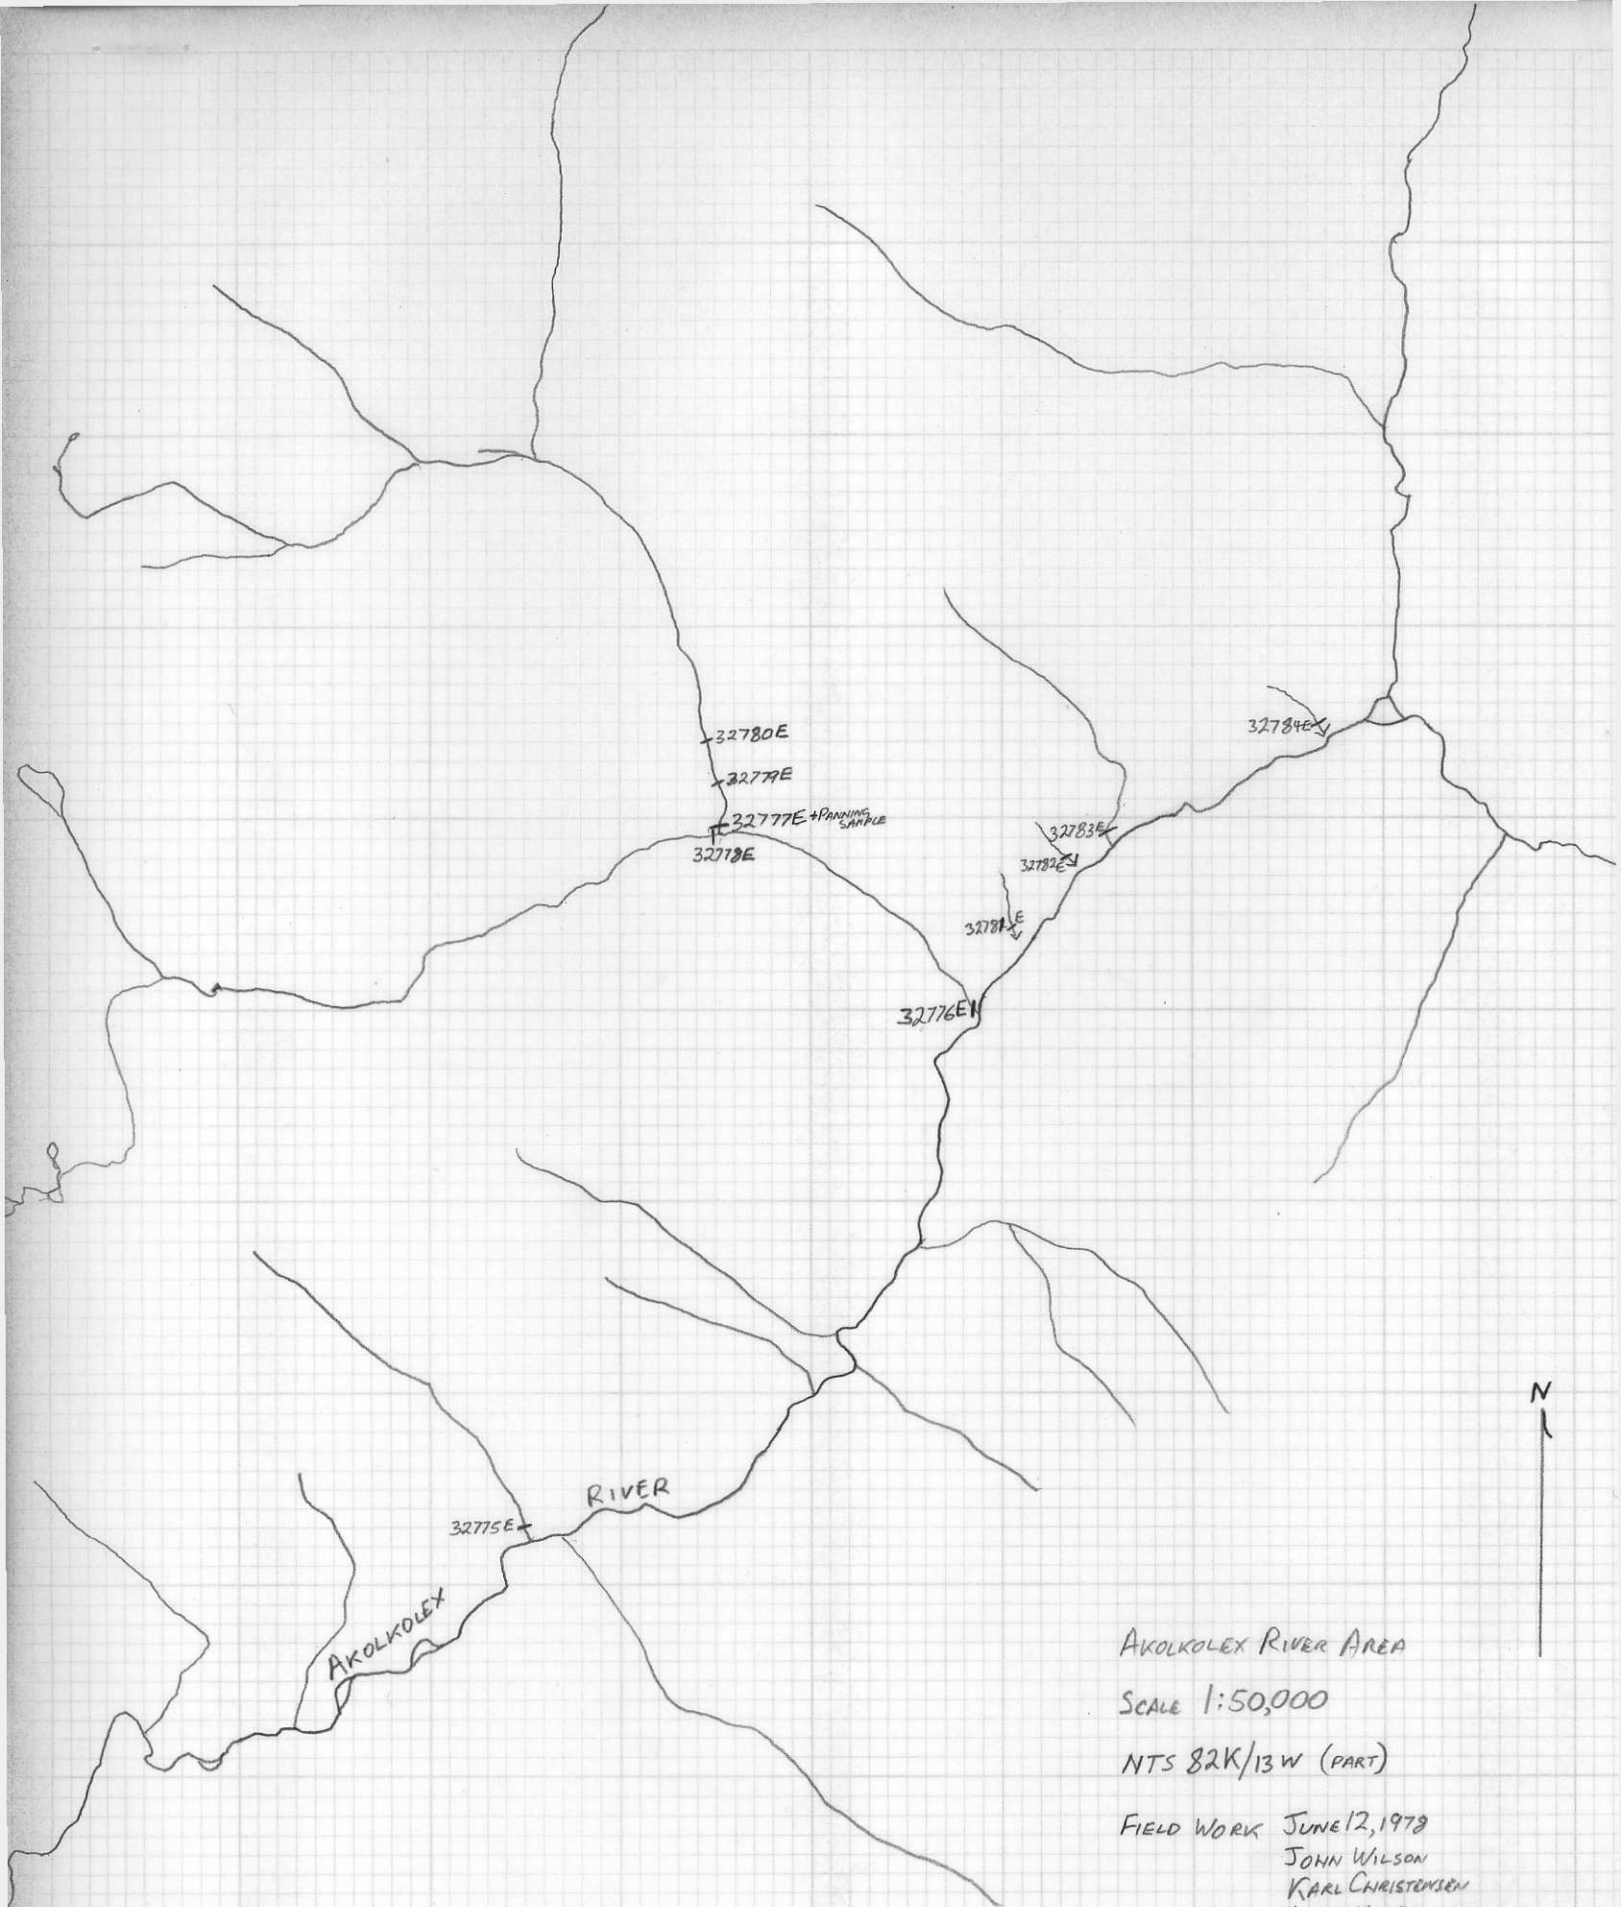 32784E
32780E
32779E
32777E + PANNING
SAMPLE
32783E
32778E
32782E
32781E
32776E
N
RIVER
32775E
AKOLKOLEX
AKOLKOLEX RIVER AREA
SCALE 1:50,000
NTS 82K/13W (PART)
FIELD WORK JUNE 12, 1978
JOHN WILSON
KARL CHRISTENSEN